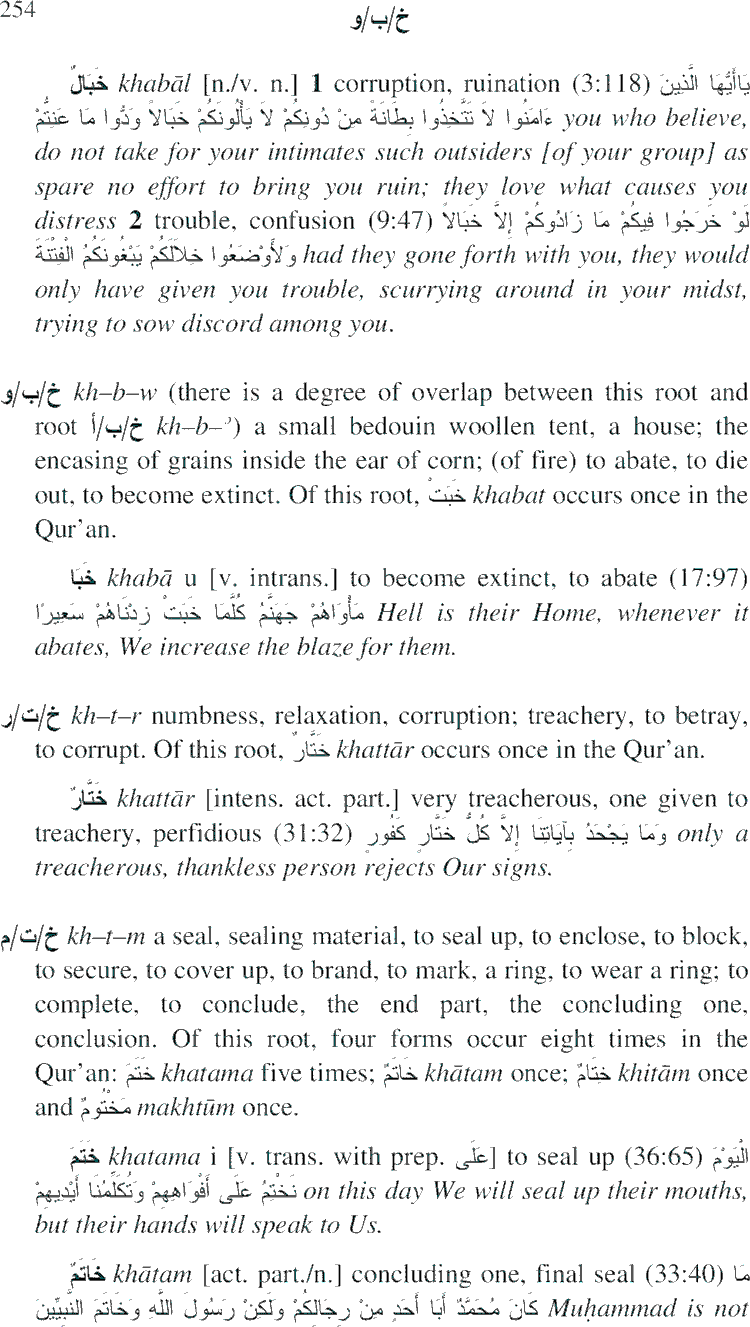 254
خ/ب/و
خَبَالٌ khabāl [n./v. n.] 1 corruption, ruination (3:118) يَاأَيُّهَا الَّذِينَ
ءَامَنُوا لاَ تَتَّخِذُوا بِطَانَةً مِنْ دُونِكُمْ لاَ يَأْلُونَكُمْ خَبَالاً وَدُّوا مَا عَنِتُّمْ you who believe,
do not take for your intimates such outsiders [of your group] as
spare no effort to bring you ruin; they love what causes you
distress 2 trouble, confusion (9:47) لَوْ خَرَجُوا فِيكُمْ مَا زَادُوكُمْ إِلاَّ خَبَالاً
وَلأَوْضَعُوا خِلاَلَكُمْ يَبْغُونَكُمُ الْفِتْنَةَ had they gone forth with you, they would
only have given you trouble, scurrying around in your midst,
trying to sow discord among you.
خ/ب/و kh–b–w (there is a degree of overlap between this root and
root خ/ب/أ kh–b–ʾ) a small bedouin woollen tent, a house; the
encasing of grains inside the ear of corn; (of fire) to abate, to die
out, to become extinct. Of this root, خَبَتْ khabat occurs once in the
Qur’an.
خَبَا khabā u [v. intrans.] to become extinct, to abate (17:97)
مَأْوَاهُمْ جَهَنَّمُ كُلَّمَا خَبَتْ زِدْنَاهُمْ سَعِيرًا Hell is their Home, whenever it
abates, We increase the blaze for them.
خ/ت/ر kh–t–r numbness, relaxation, corruption; treachery, to betray,
to corrupt. Of this root, خَتَّارٌ khattār occurs once in the Qur’an.
خَتَّارٌ khattār [intens. act. part.] very treacherous, one given to
treachery, perfidious (31:32) وَمَا يَجْحَدُ بِآيَاتِنَا إِلاَّ كُلُّ خَتَّارٍ كَفُورٍ only a
treacherous, thankless person rejects Our signs.
خ/ت/م kh–t–m a seal, sealing material, to seal up, to enclose, to block,
to secure, to cover up, to brand, to mark, a ring, to wear a ring; to
complete, to conclude, the end part, the concluding one,
conclusion. Of this root, four forms occur eight times in the
Qur’an: خَتَمَ khatama five times; خَاتَمٌ khātam once; خِتَامٌ khitām once
and مَخْتُومٌ makhtūm once.
خَتَمَ khatama i [v. trans. with prep. عَلَى] to seal up (36:65) الْيَوْمَ
نَخْتِمُ عَلَى أَفْوَاهِهِمْ وَتُكَلِّمُنَا أَيْدِيهِمْ on this day We will seal up their mouths,
but their hands will speak to Us.
خَاتَمٌ khātam [act. part./n.] concluding one, final seal (33:40) مَا
كَانَ مُحَمَّدٌ أَبَا أَحَدٍ مِنْ رِجَالِكُمْ وَلَكِنْ رَسُولَ اللَّهِ وَخَاتَمَ النَّبِيِّينَ Muḥammad is not